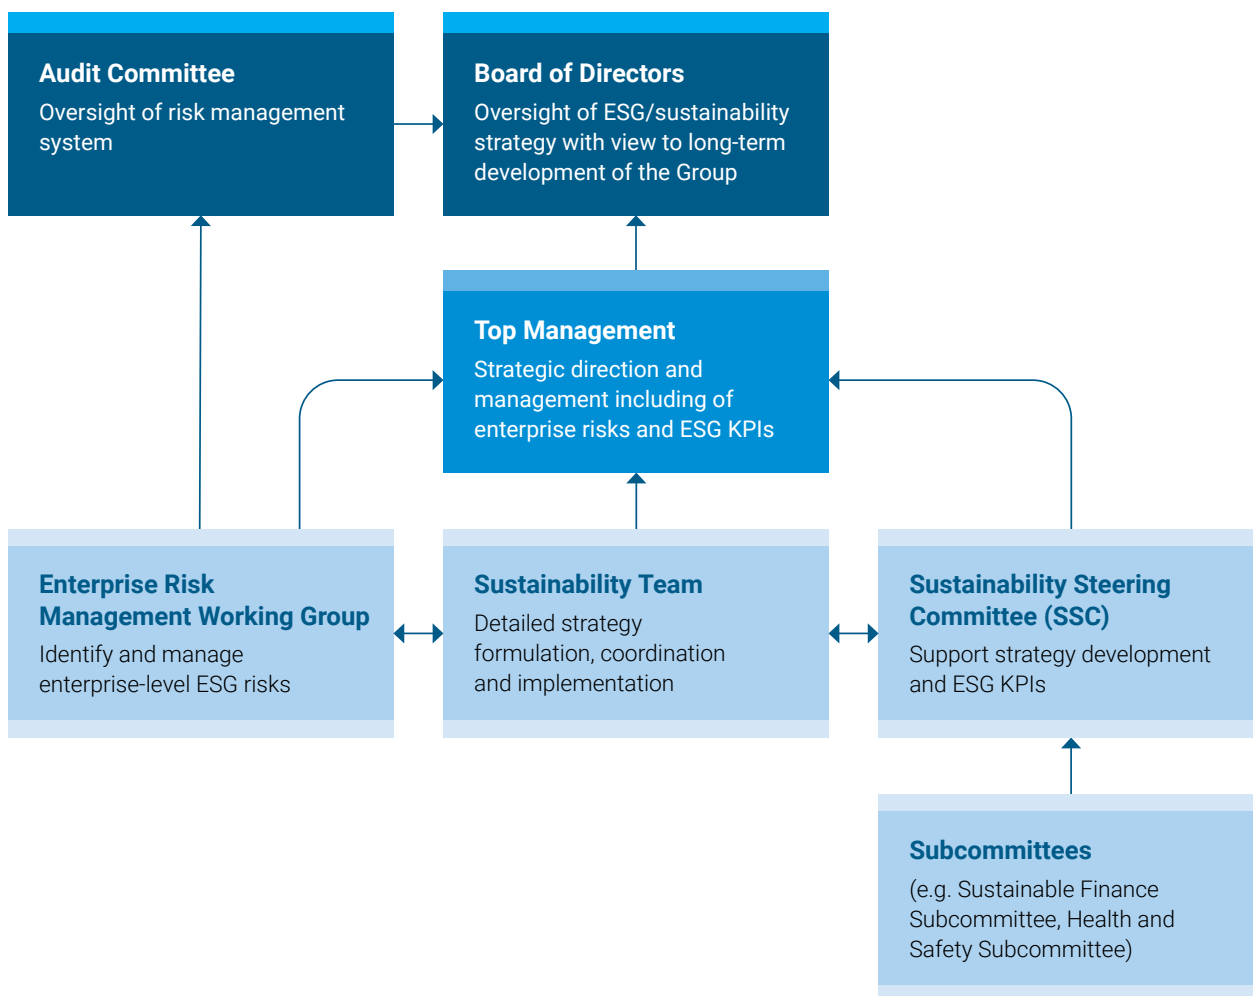 Audit Committee
Oversight of risk management
system
Board of Directors
Oversight of ESG/sustainability
strategy with view to long-term
development of the Group
Top Management
Strategic direction and
management including of
enterprise risks and ESG KPIs
Enterprise Risk
Management Working Group
Identify and manage
enterprise-level ESG risks
Sustainability Team
Detailed strategy
formulation, coordination
and implementation
Sustainability Steering
Committee (SSC)
Support strategy development
and ESG KPIs
Subcommittees
(e.g. Sustainable Finance
Subcommittee, Health and
Safety Subcommittee)